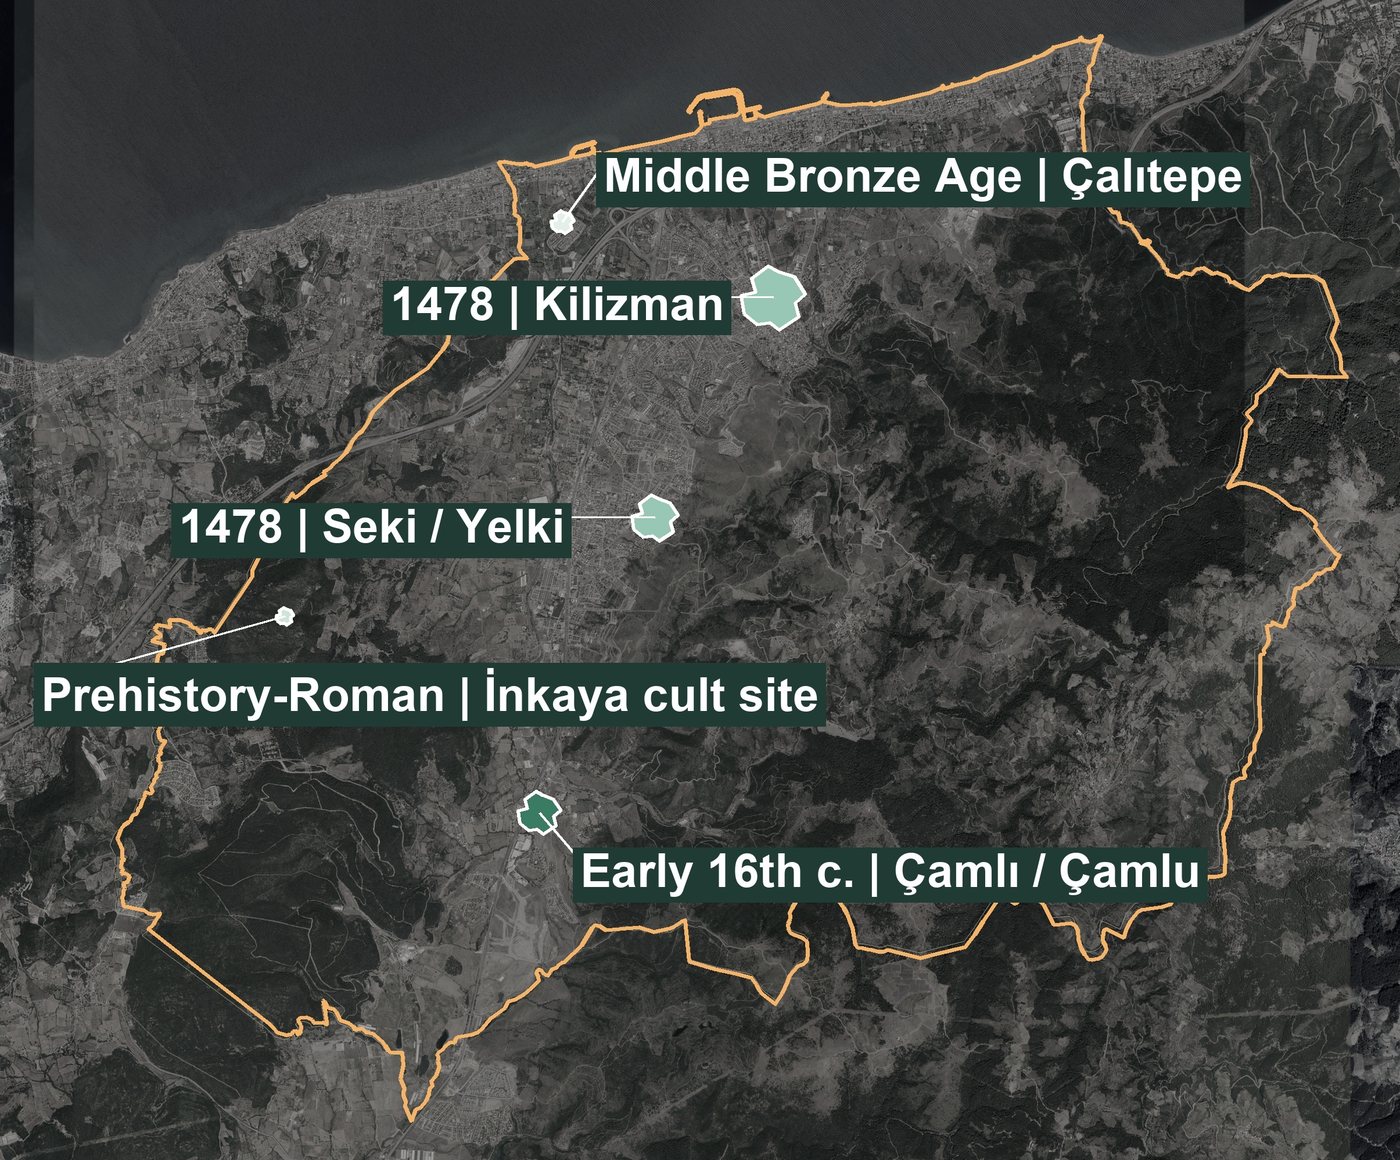 Middle Bronze Age | Çalıtepe
1478 | Kilizman
1478 | Seki / Yelki
Prehistory-Roman | İnkaya cult site
Early 16th c. | Çamlı / Çamlu